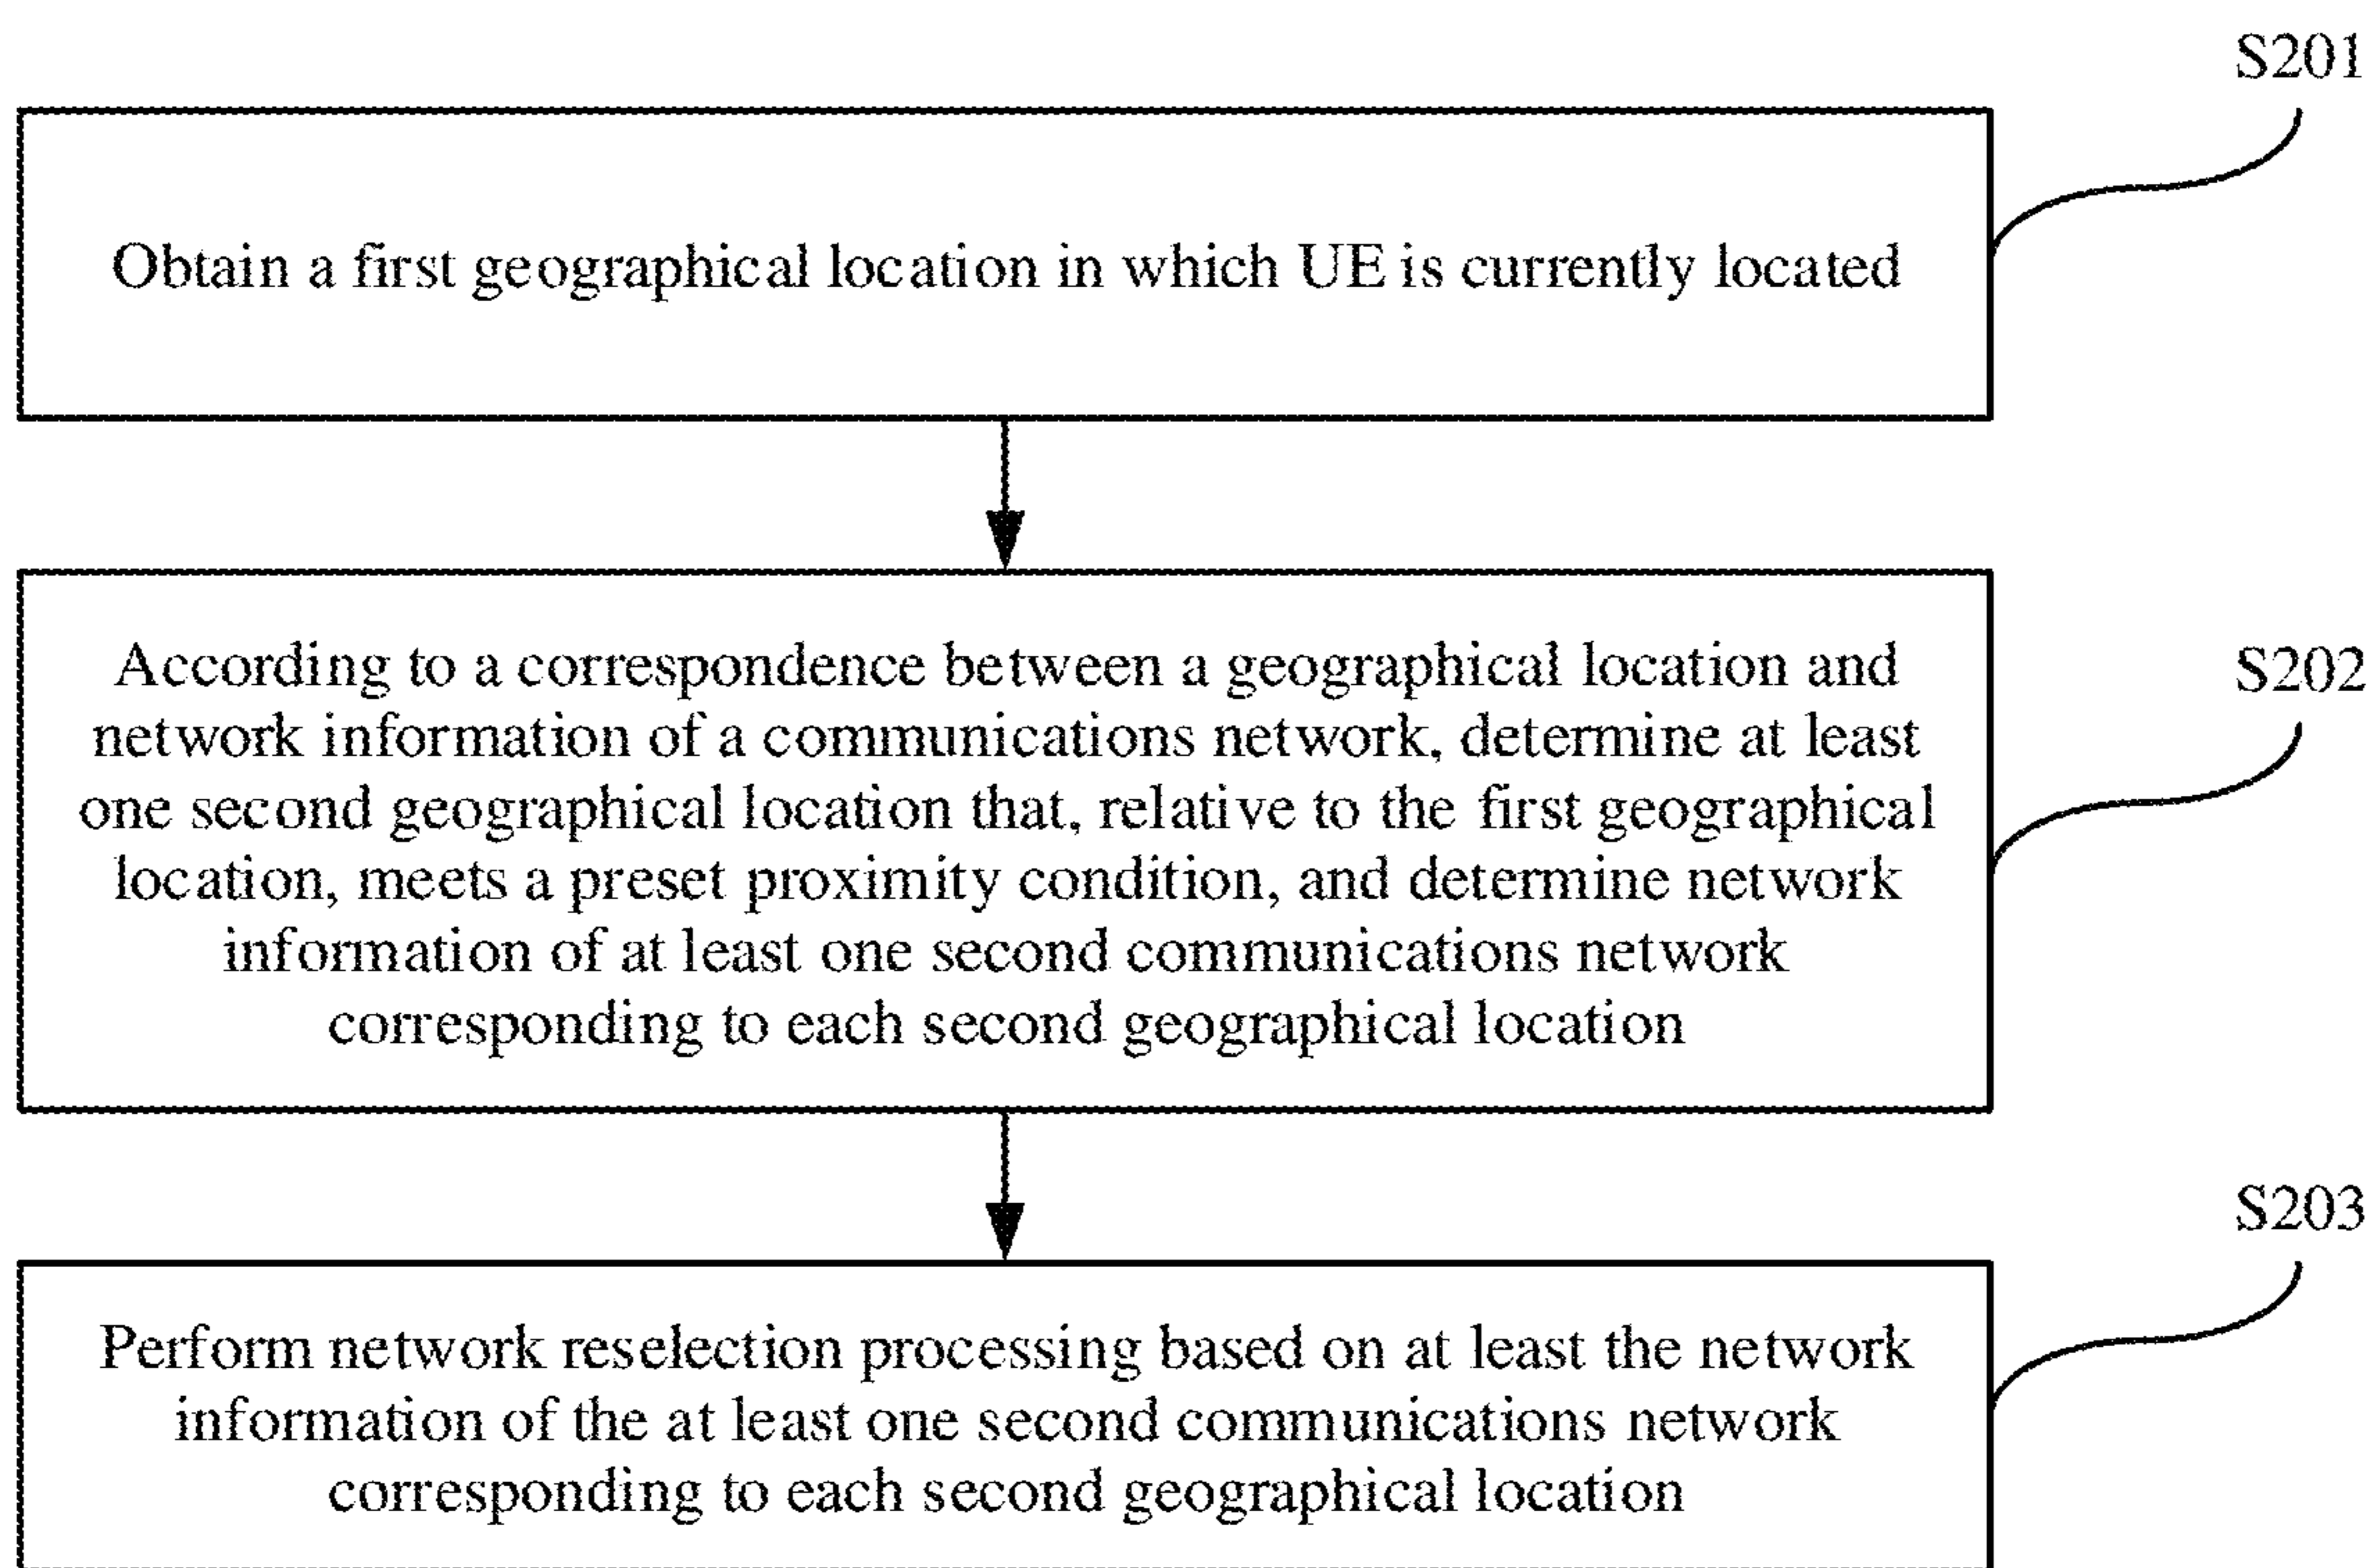 S201
Obtain a first geographical location in which UE is currently located
According to a correspondence between a geographical location and
network information of a communications network, determine at least
one second geographical location that, relative to the first geographical
location, meets a preset proximity condition, and determine network
information of at least one second communications network
corresponding to each second geographical location
S202
S203
Perform network reselection processing based on at least the network
information of the at least one second communications network
corresponding to each second geographical location